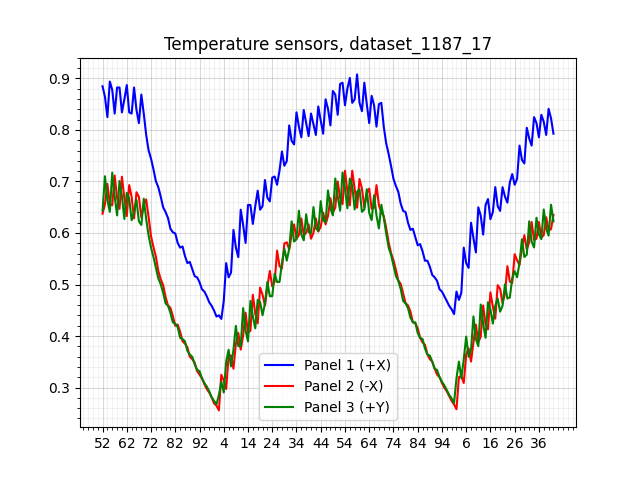 Temperature sensors, dataset_1187_17
0.9
0.8
0.7
0.6
0.5
0.4
0.3
Panel 1 (+X)
Panel 2 (-X)
Panel 3 (+Y)
52 62 72 82 92 4 14 24 34 44 54 64 74 84 94 6 16 26 36